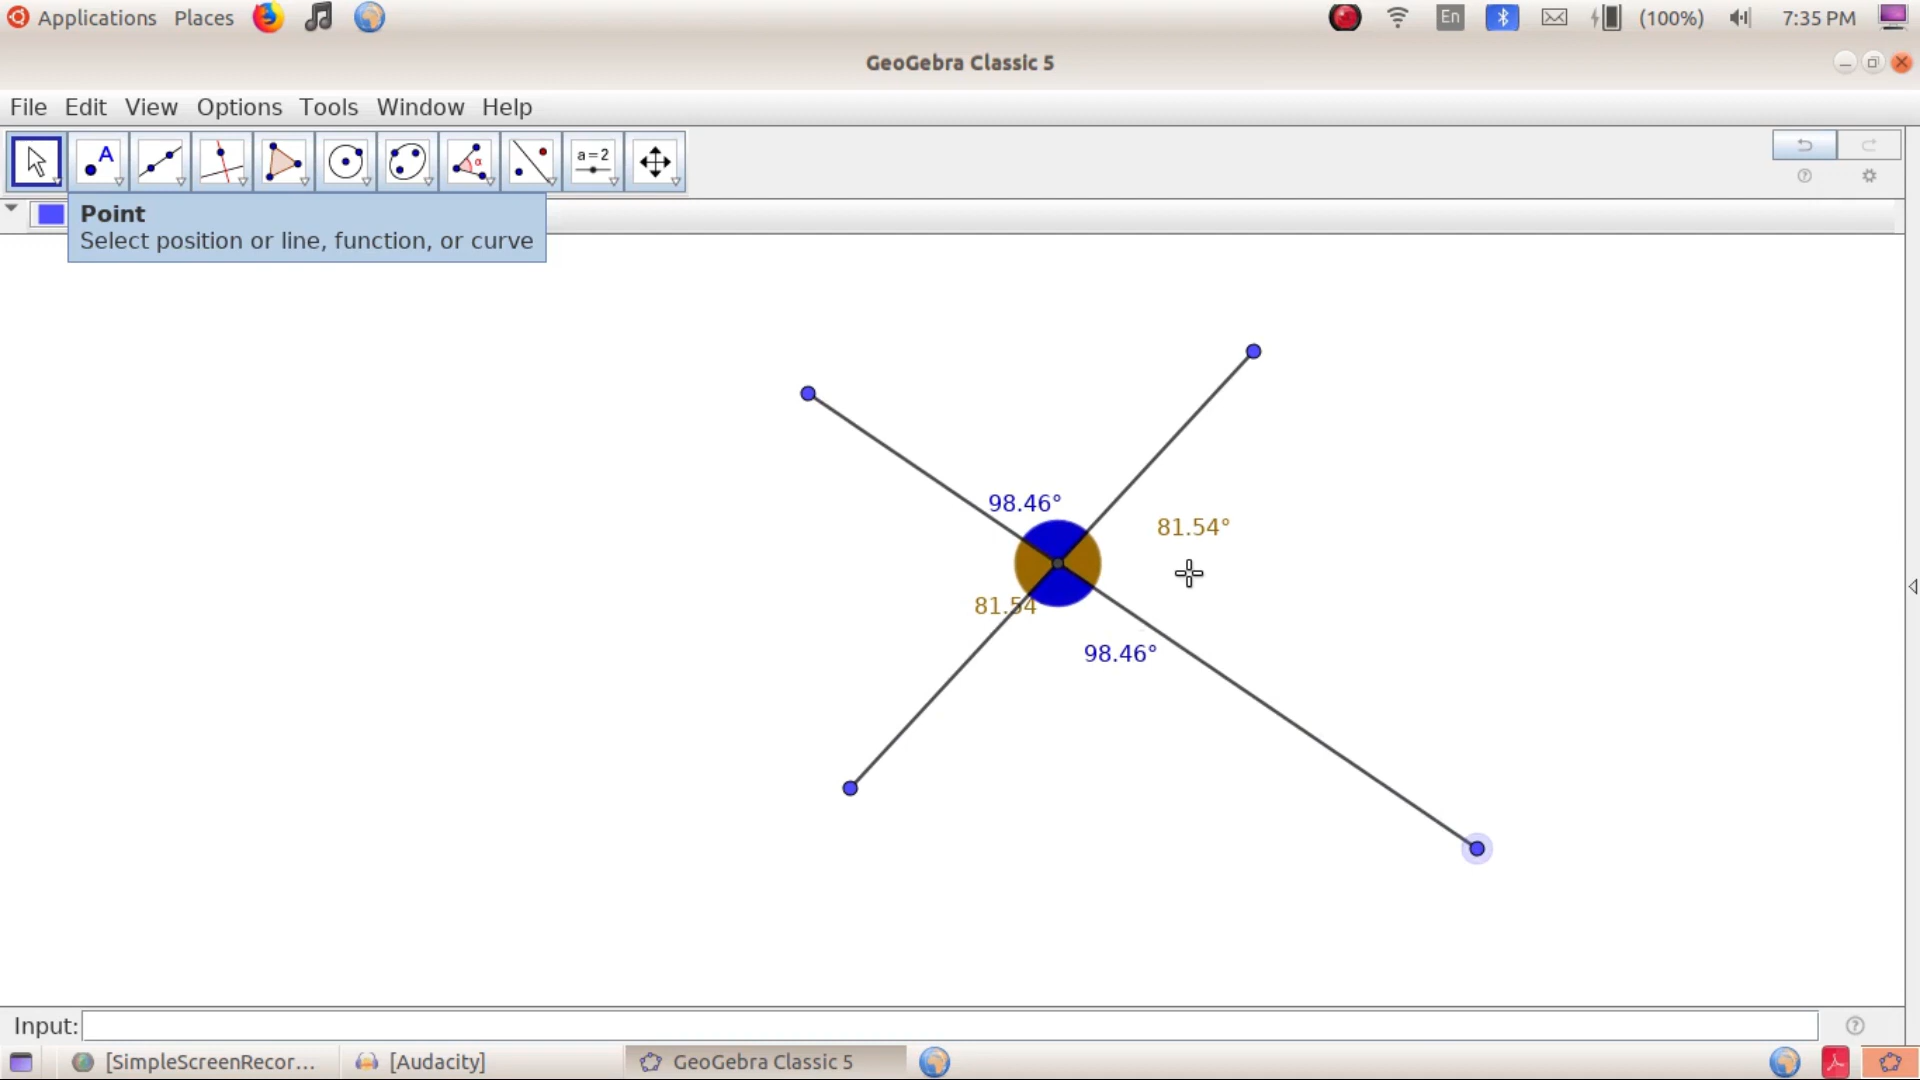 Applications Places En (100%) 7:35 PM
GeoGebra Classic 5
File Edit View Options Tools Window Help
A α a=2
Point
Select position or line, function, or curve
98.46°
81.54°
81.54
98.46°
Input:
[SimpleScreenRecor... [Audacity] GeoGebra Classic 5